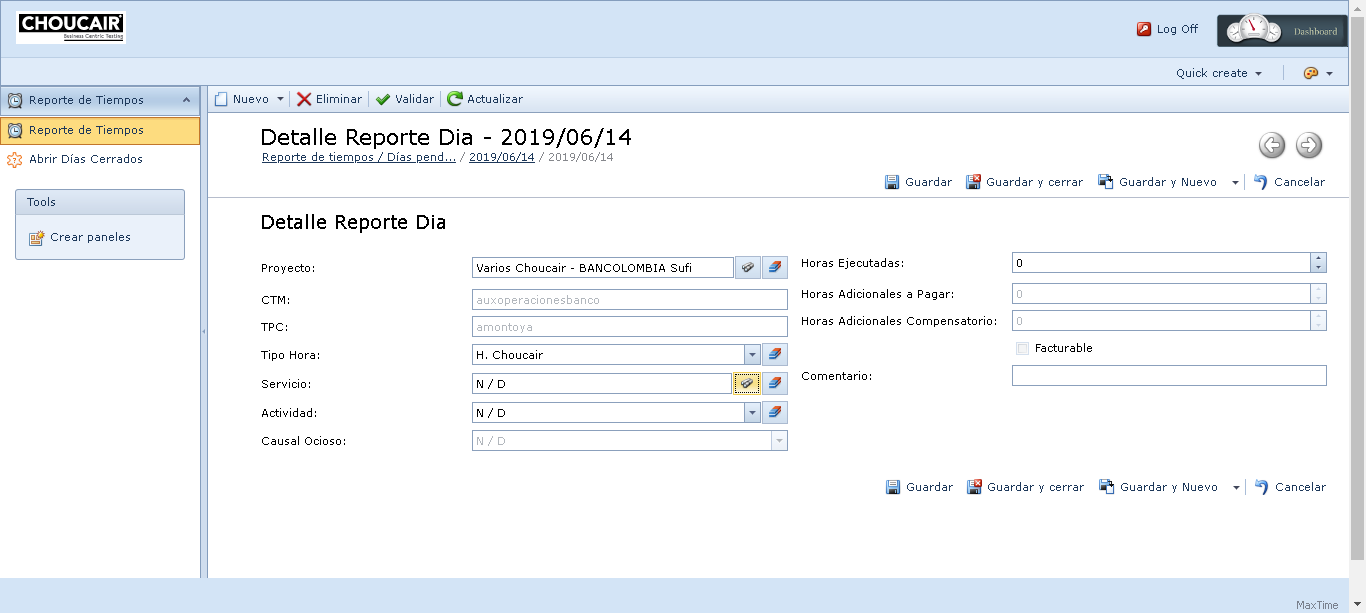 CHOUCAIR
Business Centric Testing
Log Off
Dashboard
Quick create
Reporte de Tiempos
Reporte de Tiempos
Abrir Días Cerrados
Tools
Crear paneles
Nuevo Eliminar Validar Actualizar
Detalle Reporte Dia - 2019/06/14
Reporte de tiempos / Días pend... / 2019/06/14 / 2019/06/14
Guardar Guardar y cerrar Guardar y Nuevo Cancelar
Detalle Reporte Dia
Proyecto: Varios Choucair - BANCOLOMBIA Sufi
CTM: auxoperacionesbanco
TPC: amontoya
Tipo Hora: H. Choucair
Servicio: N / D
Actividad: N / D
Causal Ocioso: N / D
Horas Ejecutadas: 0
Horas Adicionales a Pagar: 0
Horas Adicionales Compensatorio: 0
Facturable
Comentario:
Guardar Guardar y cerrar Guardar y Nuevo Cancelar
MaxTime